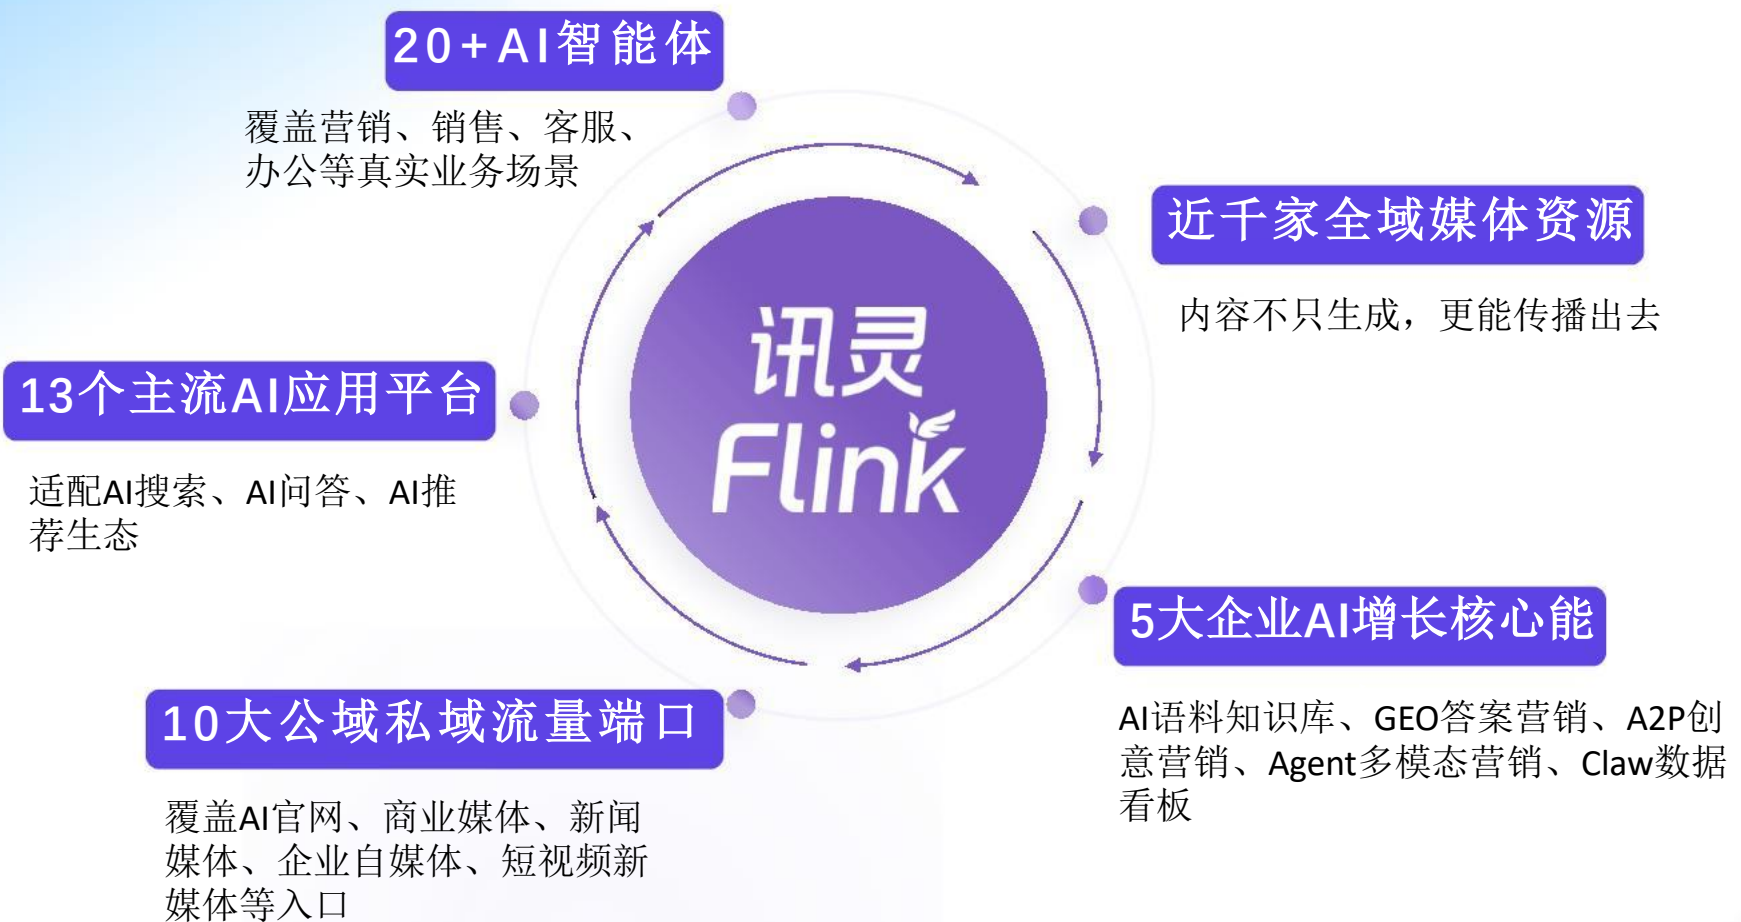 20+AI智能体
覆盖营销、销售、客服、
办公等真实业务场景
近千家全域媒体资源
内容不只生成，更能传播出去
讯灵
Flink
13个主流AI应用平台
适配AI搜索、AI问答、AI推
荐生态
5大企业AI增长核心能
AI语料知识库、GEO答案营销、A2P创
意营销、Agent多模态营销、Claw数据
看板
10大公域私域流量端口
覆盖AI官网、商业媒体、新闻
媒体、企业自媒体、短视频新
媒体等入口